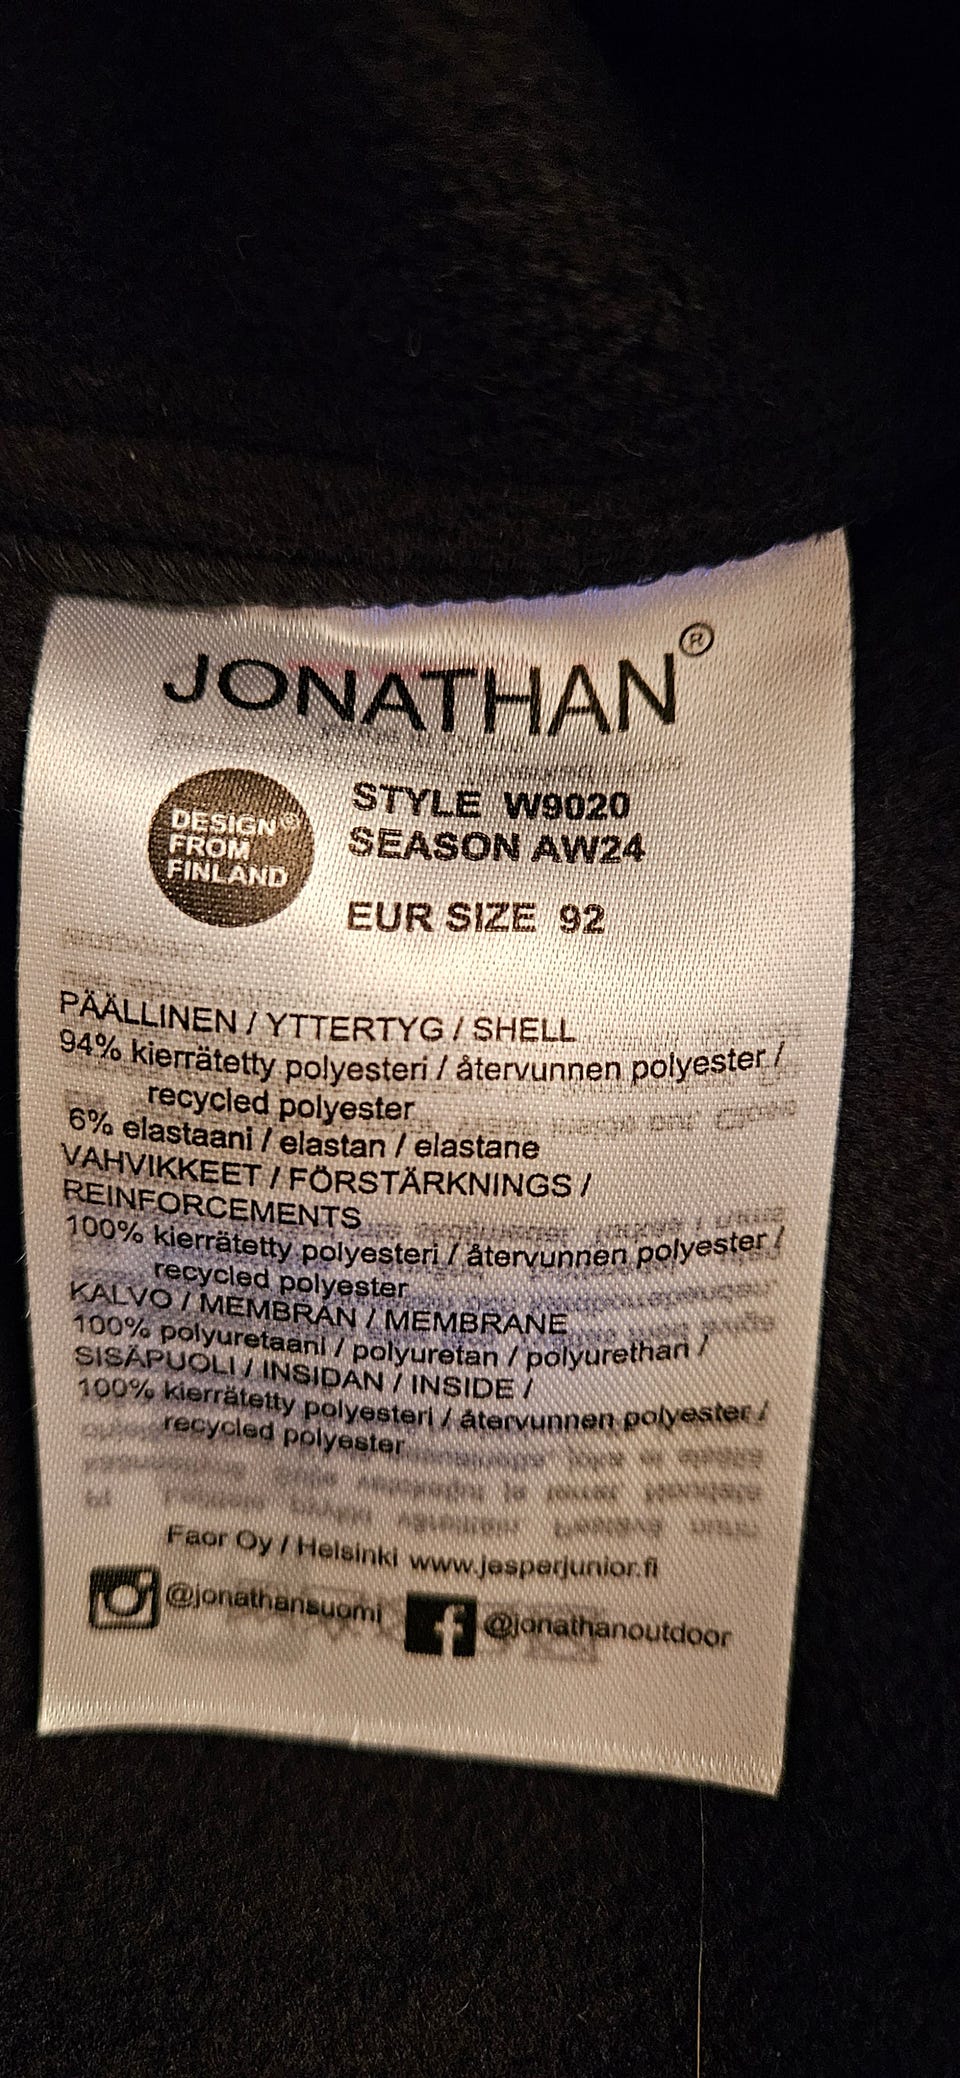 JONATHAN®
DESIGN®
FROM
FINLAND
STYLE W9020
SEASON AW24
EUR SIZE 92
PÄÄLLINEN / YTTERTYG / SHELL
94% kierrätetty polyesteri / återvunnen polyester /
recycled polyester
6% elastaani / elastan / elastane
VAHVIKKEET / FÖRSTÄRKNINGS /
REINFORCEMENTS
100% kierrätetty polyesteri / återvunnen polyester /
recycled polyester
KALVO / MEMBRAN / MEMBRANE
100% polyuretaani / polyuretan / polyurethan /
SISÄPUOLI / INSIDAN / INSIDE /
100% kierrätetty polyesteri / återvunnen polyester /
recycled polyester
Faor Oy / Helsinki www.jesperjunior.fi
@jonathansuomi @jonathanoutdoor